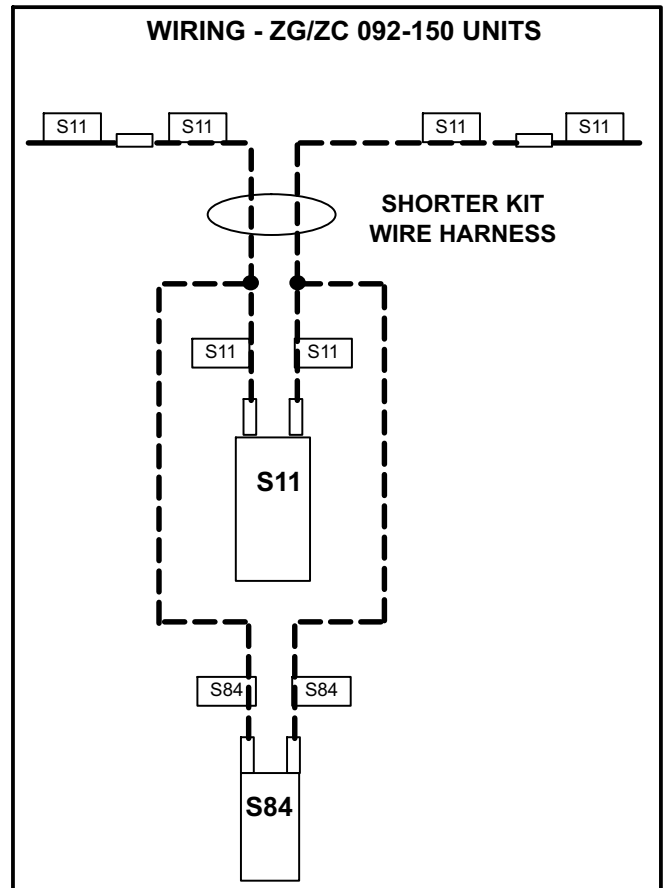 WIRING - ZG/ZC 092-150 UNITS
S11 S11 S11 S11
SHORTER KIT
WIRE HARNESS
S11 S11
S11
S84 S84
S84